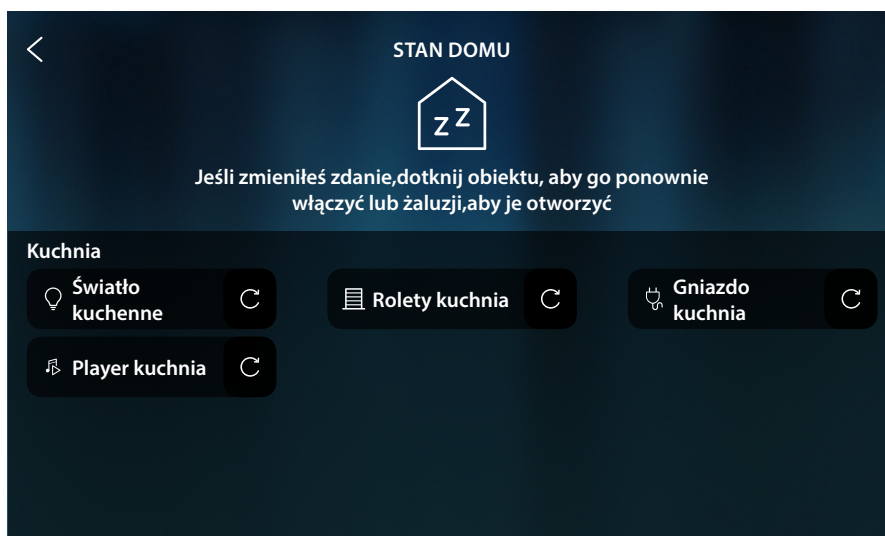 STAN DOMU
z Z
Jeśli zmieniłeś zdanie,dotknij obiektu, aby go ponownie
włączyć lub żaluzji,aby je otworzyć
Kuchnia
Światło
kuchenne
Rolety kuchnia
Gniazdo
kuchnia
Player kuchnia